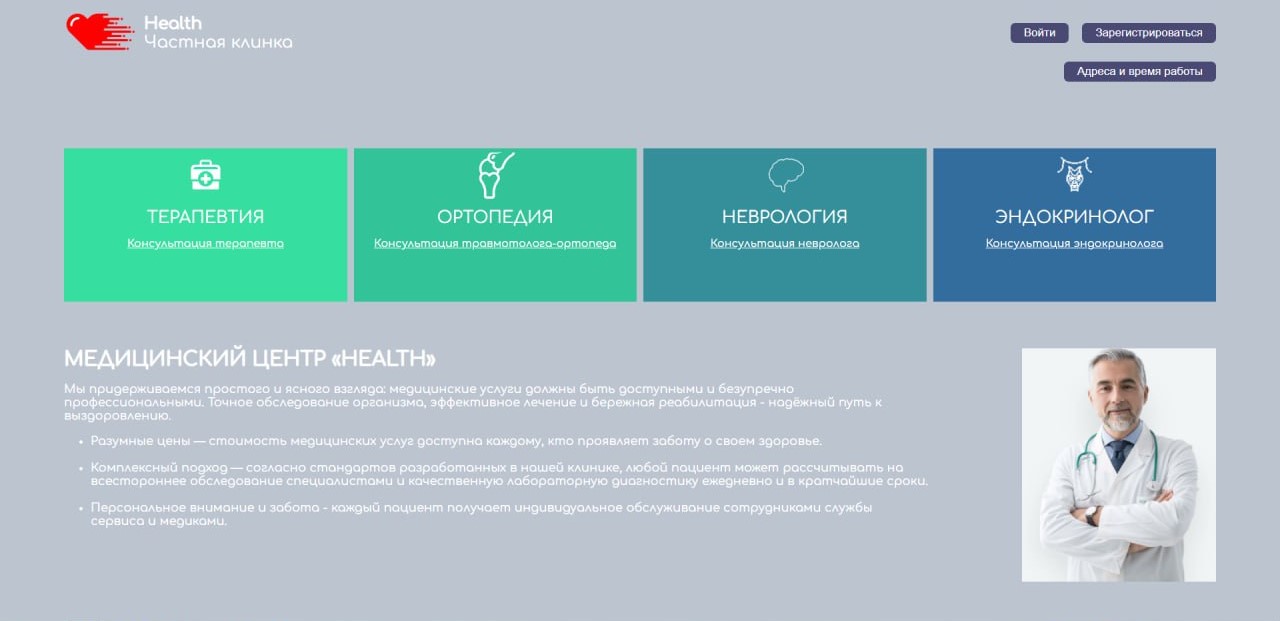 Health
Частная клинка
Войти
Зарегистрироваться
Адреса и время работы
ТЕРАПЕВТИЯ
Консультация терапевта
ОРТОПЕДИЯ
Консультация травмотолога-ортопеда
НЕВРОЛОГИЯ
Консультация невролога
ЭНДОКРИНОЛОГ
Консультация эндокринолога
МЕДИЦИНСКИЙ ЦЕНТР «HEALTH»
Мы придерживаемся простого и ясного взгляда: медицинские услуги должны быть доступными и безупречно
профессиональными. Точное обследование организма, эффективное лечение и бережная реабилитация - надёжный путь к
выздоровлению.
• Разумные цены — стоимость медицинских услуг доступна каждому, кто проявляет заботу о своем здоровье.
• Комплексный подход — согласно стандартов разработанных в нашей клинике, любой пациент может рассчитывать на
всестороннее обследование специалистами и качественную лабораторную диагностику ежедневно и в кратчайшие сроки.
• Персональное внимание и забота - каждый пациент получает индивидуальное обслуживание сотрудниками службы
сервиса и медиками.